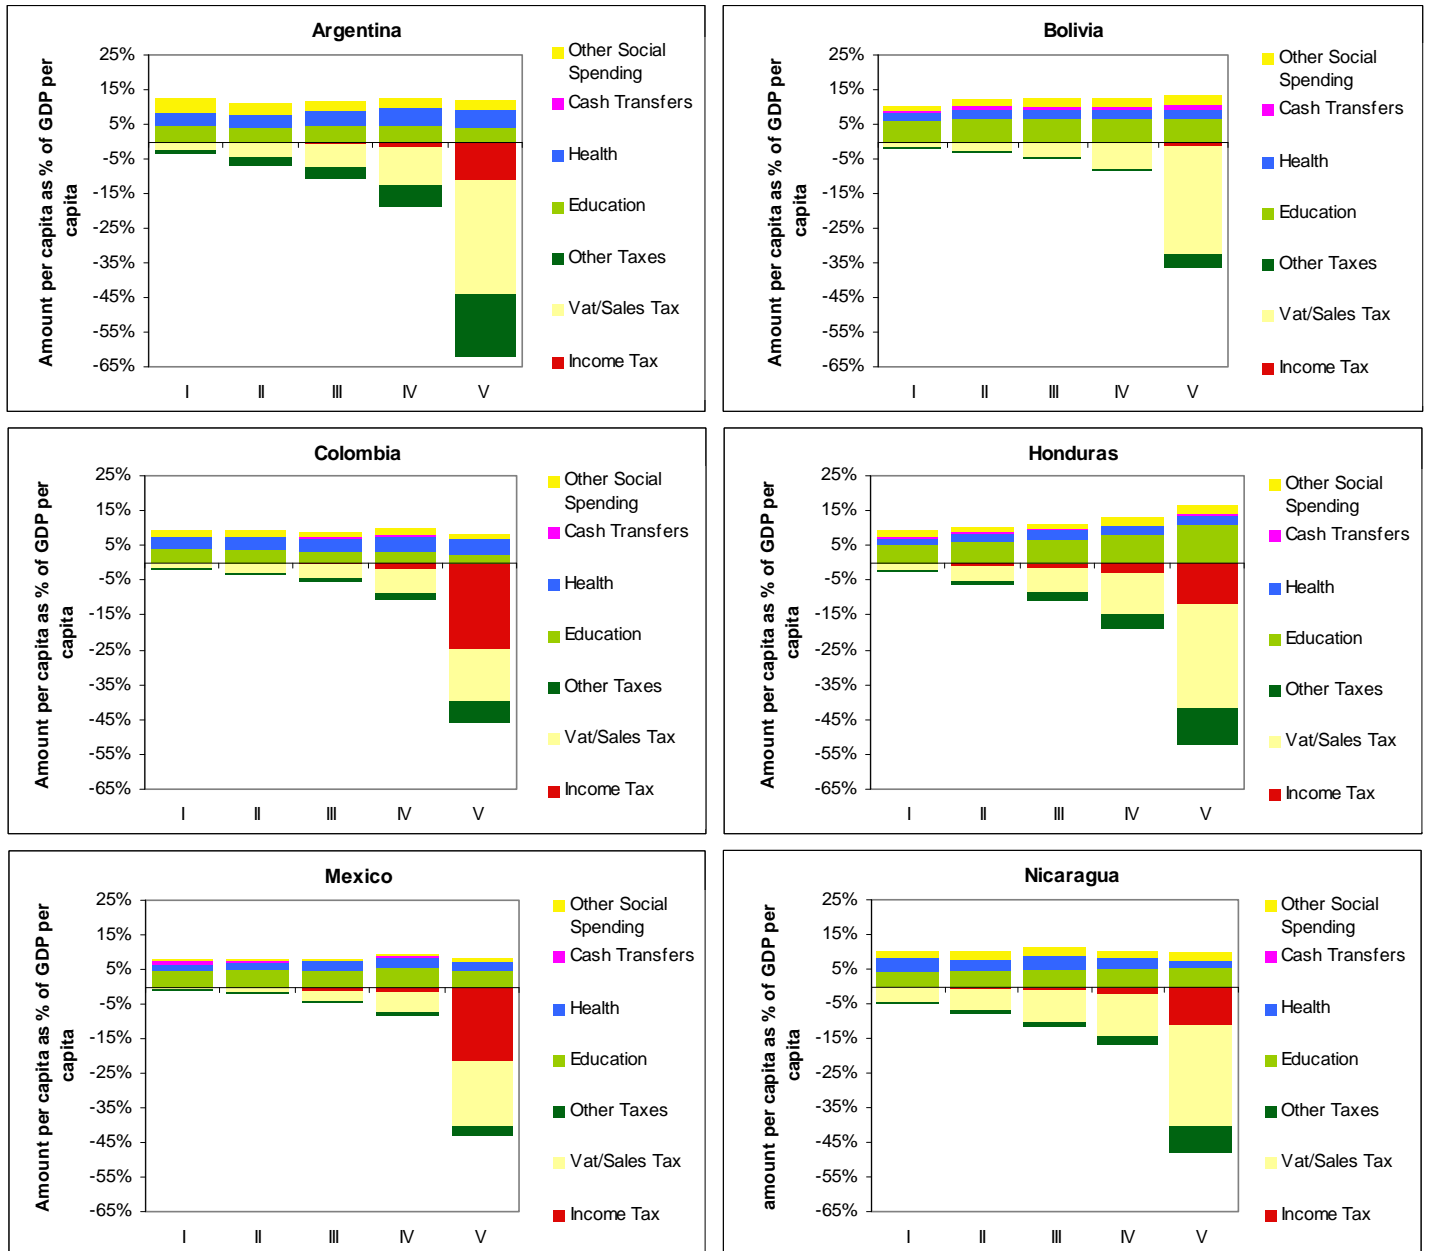 Argentina
Amount per capita as % of GDP per
capita
25%
15%
5%
-5%
-15%
-25%
-35%
-45%
-55%
-65%
I II III IV V
Other Social
Spending
Cash Transfers
Health
Education
Other Taxes
Vat/Sales Tax
Income Tax
Bolivia
Amount per capita as % of GDP per
capita
25%
15%
5%
-5%
-15%
-25%
-35%
-45%
-55%
-65%
I II III IV V
Other Social
Spending
Cash Transfers
Health
Education
Other Taxes
Vat/Sales Tax
Income Tax
Colombia
Amount per capita as % of GDP per
capita
25%
15%
5%
-5%
-15%
-25%
-35%
-45%
-55%
-65%
I II III IV V
Other Social
Spending
Cash Transfers
Health
Education
Other Taxes
Vat/Sales Tax
Income Tax
Honduras
Amount per capita as % of GDP per
capita
25%
15%
5%
-5%
-15%
-25%
-35%
-45%
-55%
-65%
I II III IV V
Other Social
Spending
Cash Transfers
Health
Education
Other Taxes
Vat/Sales Tax
Income Tax
Mexico
Amount per capita as % of GDP per
capita
25%
15%
5%
-5%
-15%
-25%
-35%
-45%
-55%
-65%
I II III IV V
Other Social
Spending
Cash Transfers
Health
Education
Other Taxes
Vat/Sales Tax
Income Tax
Nicaragua
amount per capita as % of GDP per
capita
25%
15%
5%
-5%
-15%
-25%
-35%
-45%
-55%
-65%
I II III IV V
Other Social
Spending
Cash Transfers
Health
Education
Other Taxes
Vat/Sales Tax
Income Tax